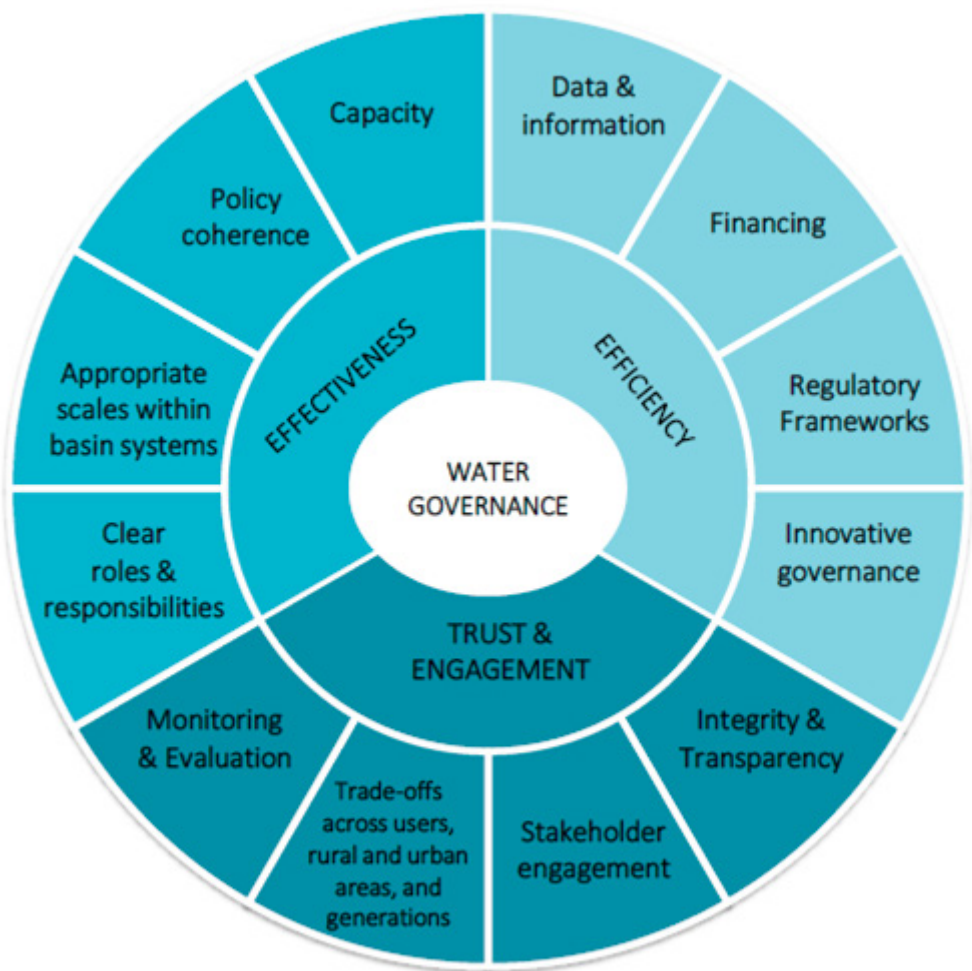 Capacity
Data &
information
Policy
coherence
Financing
Appropriate
scales within
basin systems
EFFECTIVENESS
EFFICIENCY
Regulatory
Frameworks
WATER
GOVERNANCE
Clear
roles &
responsibilities
Innovative
governance
TRUST &
ENGAGEMENT
Monitoring
& Evaluation
Integrity &
Transparency
Trade-offs
across users,
rural and urban
areas, and
generations
Stakeholder
engagement